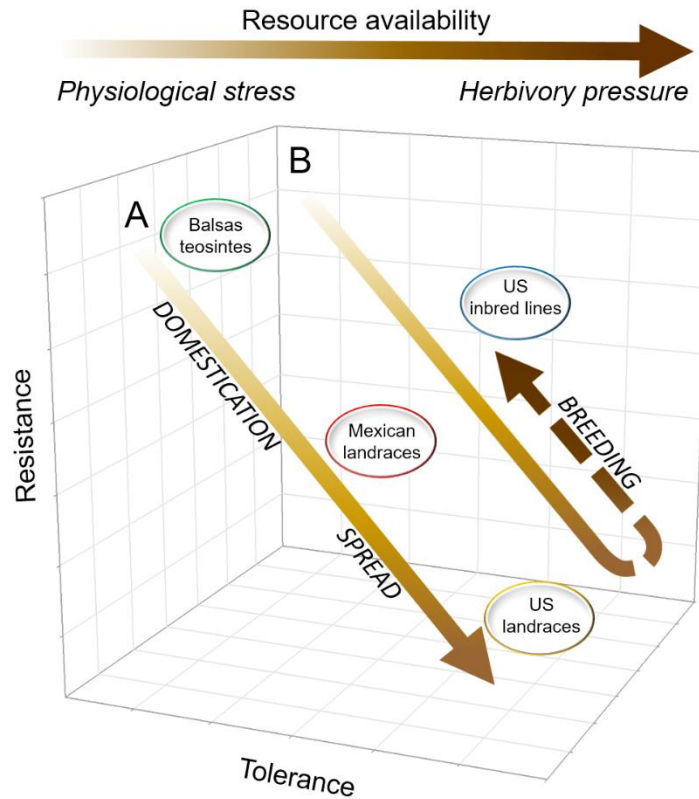 Resource availability
Physiological stress
Herbivory pressure
B
A
Balsas
teosintes
US
inbred lines
DOMESTICATION
BREEDING
Mexican
landraces
Resistance
SPREAD
US
landraces
Tolerance